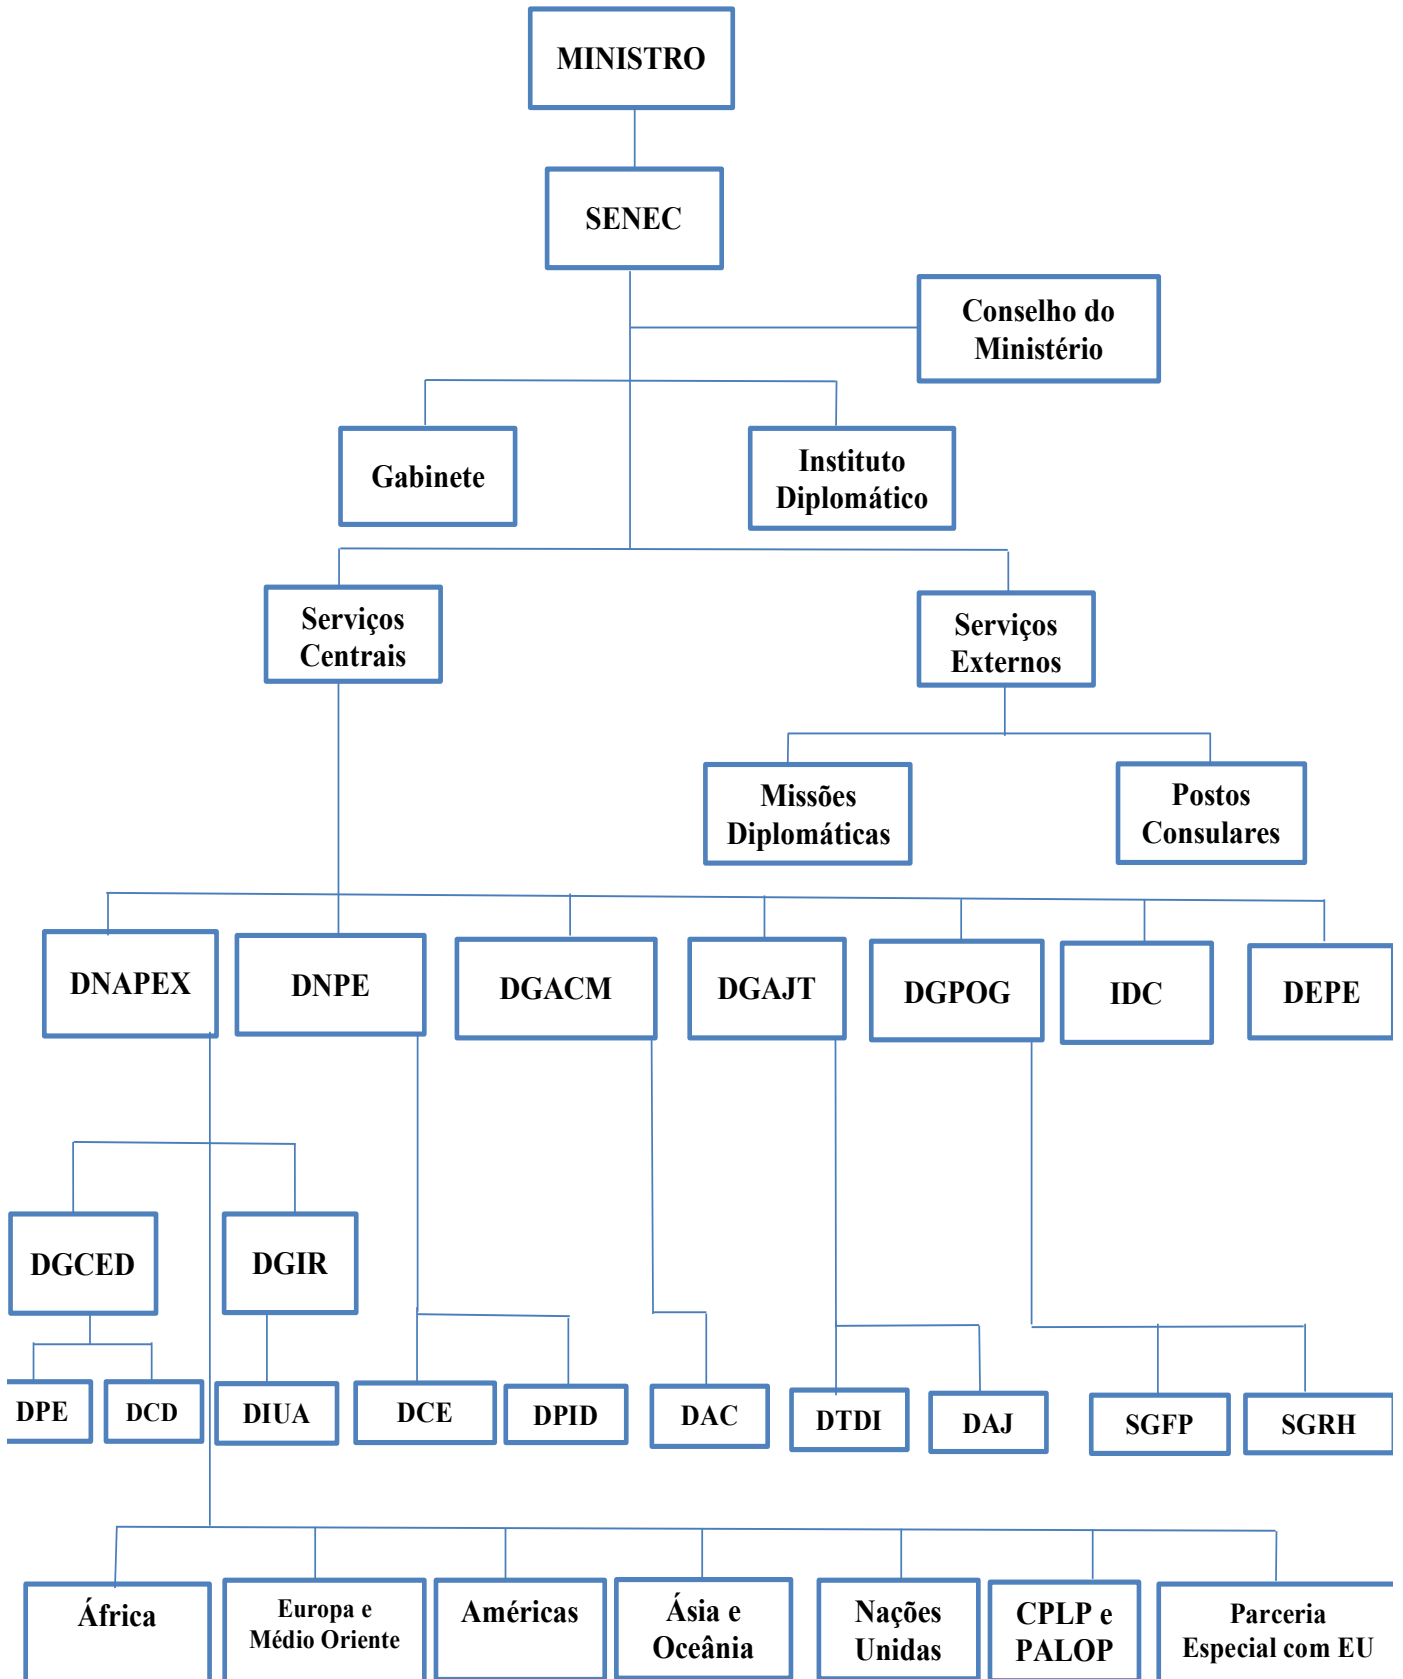 MINISTRO
SENEC
Conselho do
Ministério
Gabinete
Instituto
Diplomático
Serviços
Centrais
Serviços
Externos
Missões
Diplomáticas
Postos
Consulares
DNAPEX
DNPE
DGACM
DGAJT
DGPOG
IDC
DEPE
DGCED
DGIR
DPE
DCD
DIUA
DCE
DPID
DAC
DTDI
DAJ
SGFP
SGRH
África
Europa e
Médio Oriente
Américas
Ásia e
Oceânia
Nações
Unidas
CPLP e
PALOP
Parceria
Especial com EU